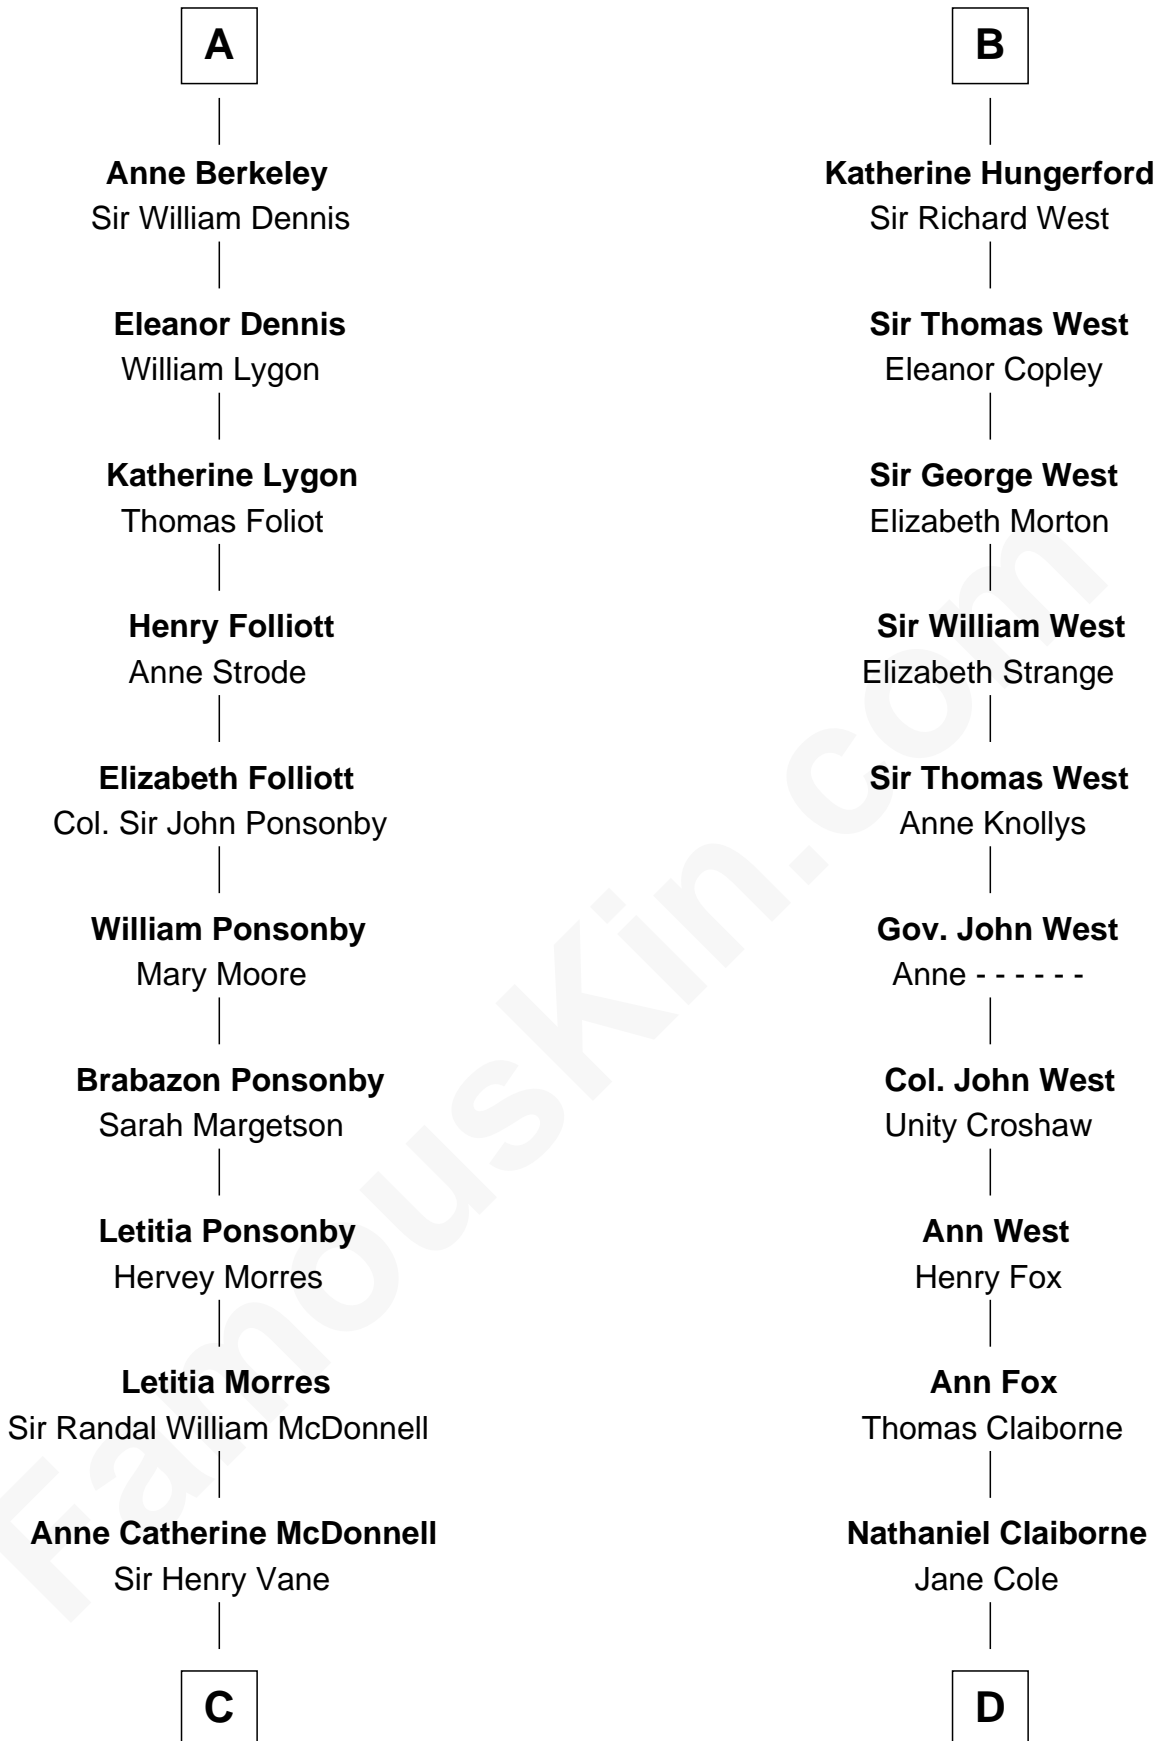 A
Anne Berkeley
Sir William Dennis
Eleanor Dennis
William Lygon
Katherine Lygon
Thomas Foliot
Henry Folliott
Anne Strode
Elizabeth Folliott
Col. Sir John Ponsonby
William Ponsonby
Mary Moore
Brabazon Ponsonby
Sarah Margetson
Letitia Ponsonby
Hervey Morres
Letitia Morres
Sir Randal William McDonnell
Anne Catherine McDonnell
Sir Henry Vane
C
B
Katherine Hungerford
Sir Richard West
Sir Thomas West
Eleanor Copley
Sir George West
Elizabeth Morton
Sir William West
Elizabeth Strange
Sir Thomas West
Anne Knollys
Gov. John West
Anne - - - - - -
Col. John West
Unity Croshaw
Ann West
Henry Fox
Ann Fox
Thomas Claiborne
Nathaniel Claiborne
Jane Cole
D
FamousKin.com